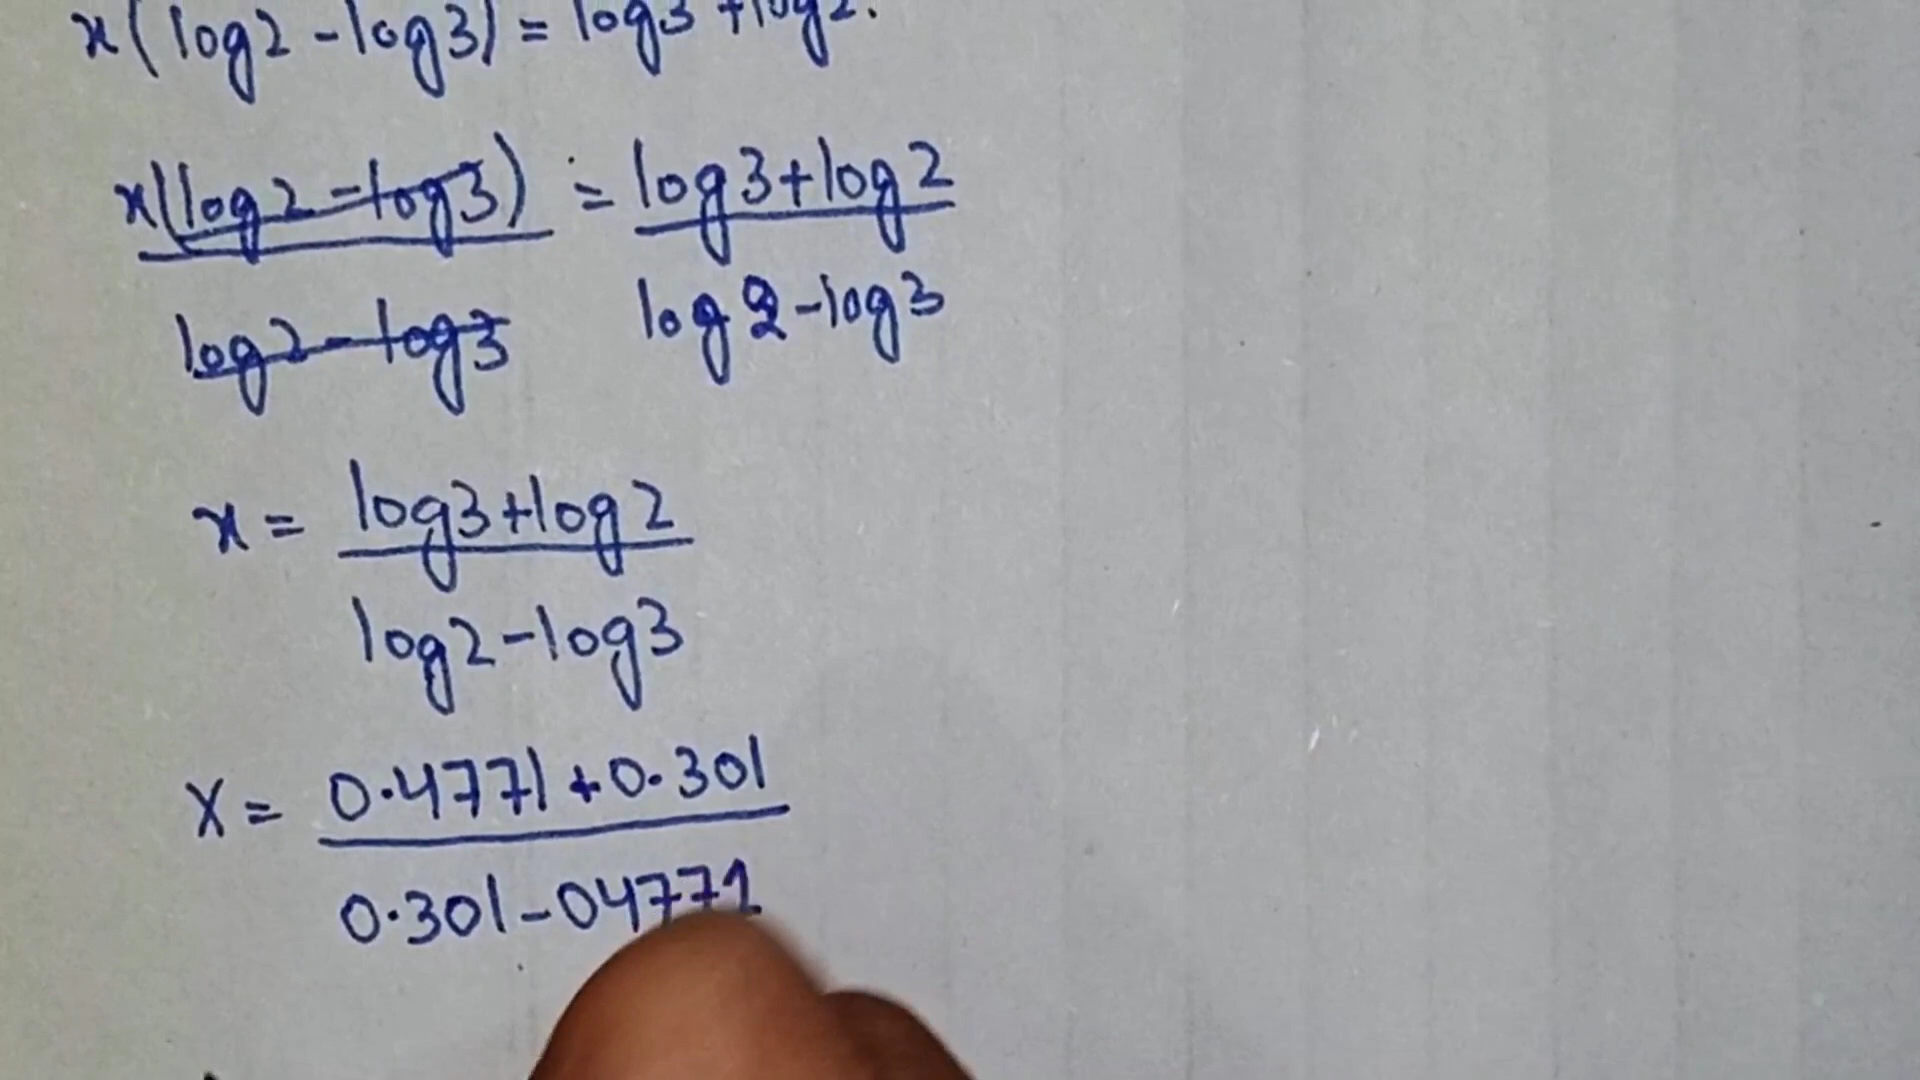 x(log2-log3) = log3+log2.
x(log2-log3) = log3+log2
log2-log3 log2-log3
x = log3+log2
log2-log3
X = 0.4771+0.301
0.301-04771